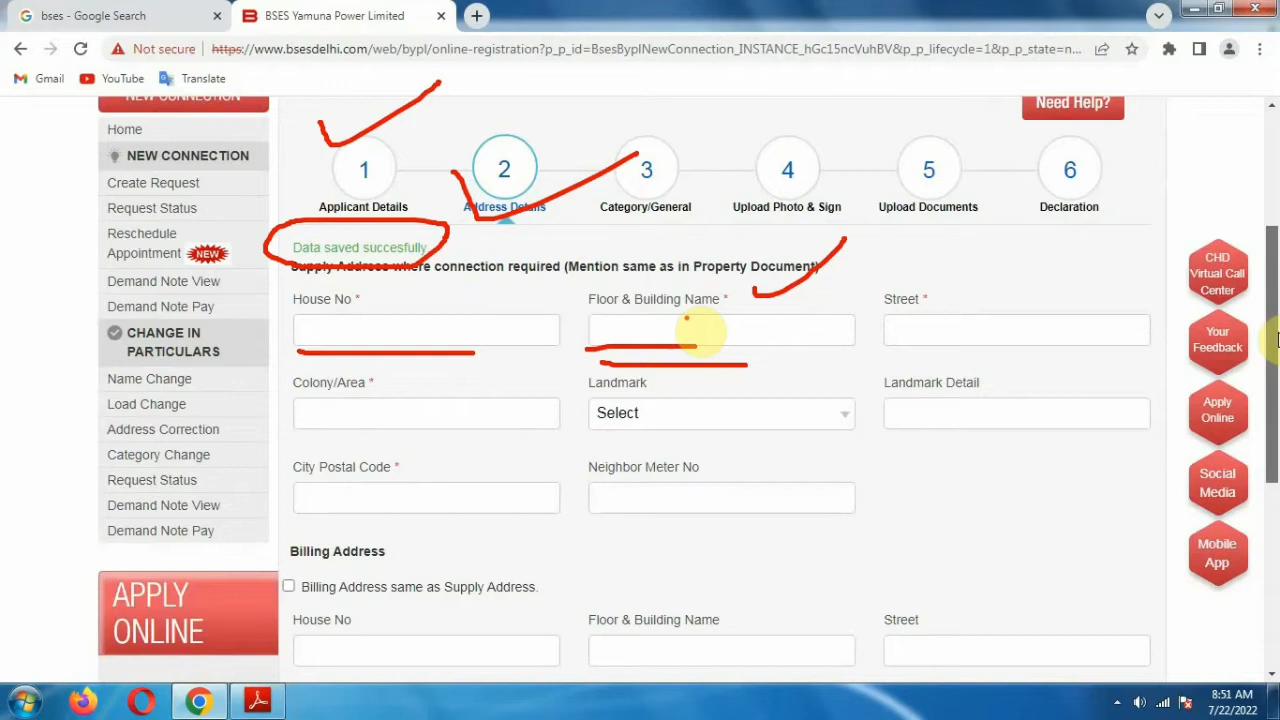 bses - Google Search
BSES Yamuna Power Limited
Not secure
https://www.bsesdelhi.com/web/bypl/online-registration?p_p_id=BsesBypINewConnection_INSTANCE_hGc15ncVuhBV&p_p_lifecycle=1&p_p_state=n...
Gmail
YouTube
Translate
NEW CONNECTION
Need Help?
Home
NEW CONNECTION
Create Request
Request Status
Reschedule
Appointment NEW
Demand Note View
Demand Note Pay
CHANGE IN
PARTICULARS
Name Change
Load Change
Address Correction
Category Change
Request Status
Demand Note View
Demand Note Pay
APPLY
ONLINE
1 2 3 4 5 6
Applicant Details Address Details Category/General Upload Photo & Sign Upload Documents Declaration
Data saved succesfully
Supply Address where connection required (Mention same as in Property Document)
House No * Floor & Building Name * Street *
Colony/Area * Landmark Landmark Detail
Select
City Postal Code * Neighbor Meter No
Billing Address
Billing Address same as Supply Address.
House No Floor & Building Name Street
CHD
Virtual Call
Center
Your
Feedback
Apply
Online
Social
Media
Mobile
App
8:51 AM
7/22/2022